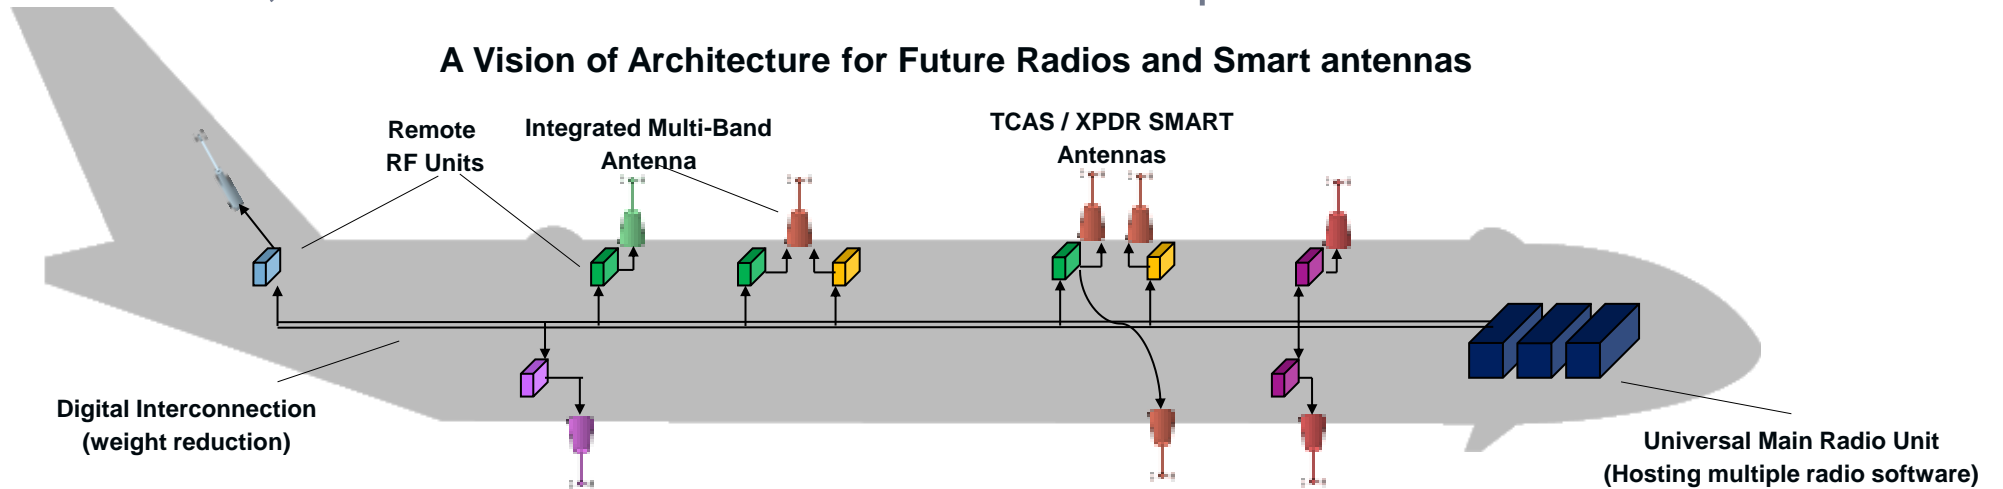 A Vision of Architecture for Future Radios and Smart antennas
Remote
RF Units
Integrated Multi-Band
Antenna
TCAS / XPDR SMART
Antennas
Digital Interconnection
(weight reduction)
Universal Main Radio Unit
(Hosting multiple radio software)